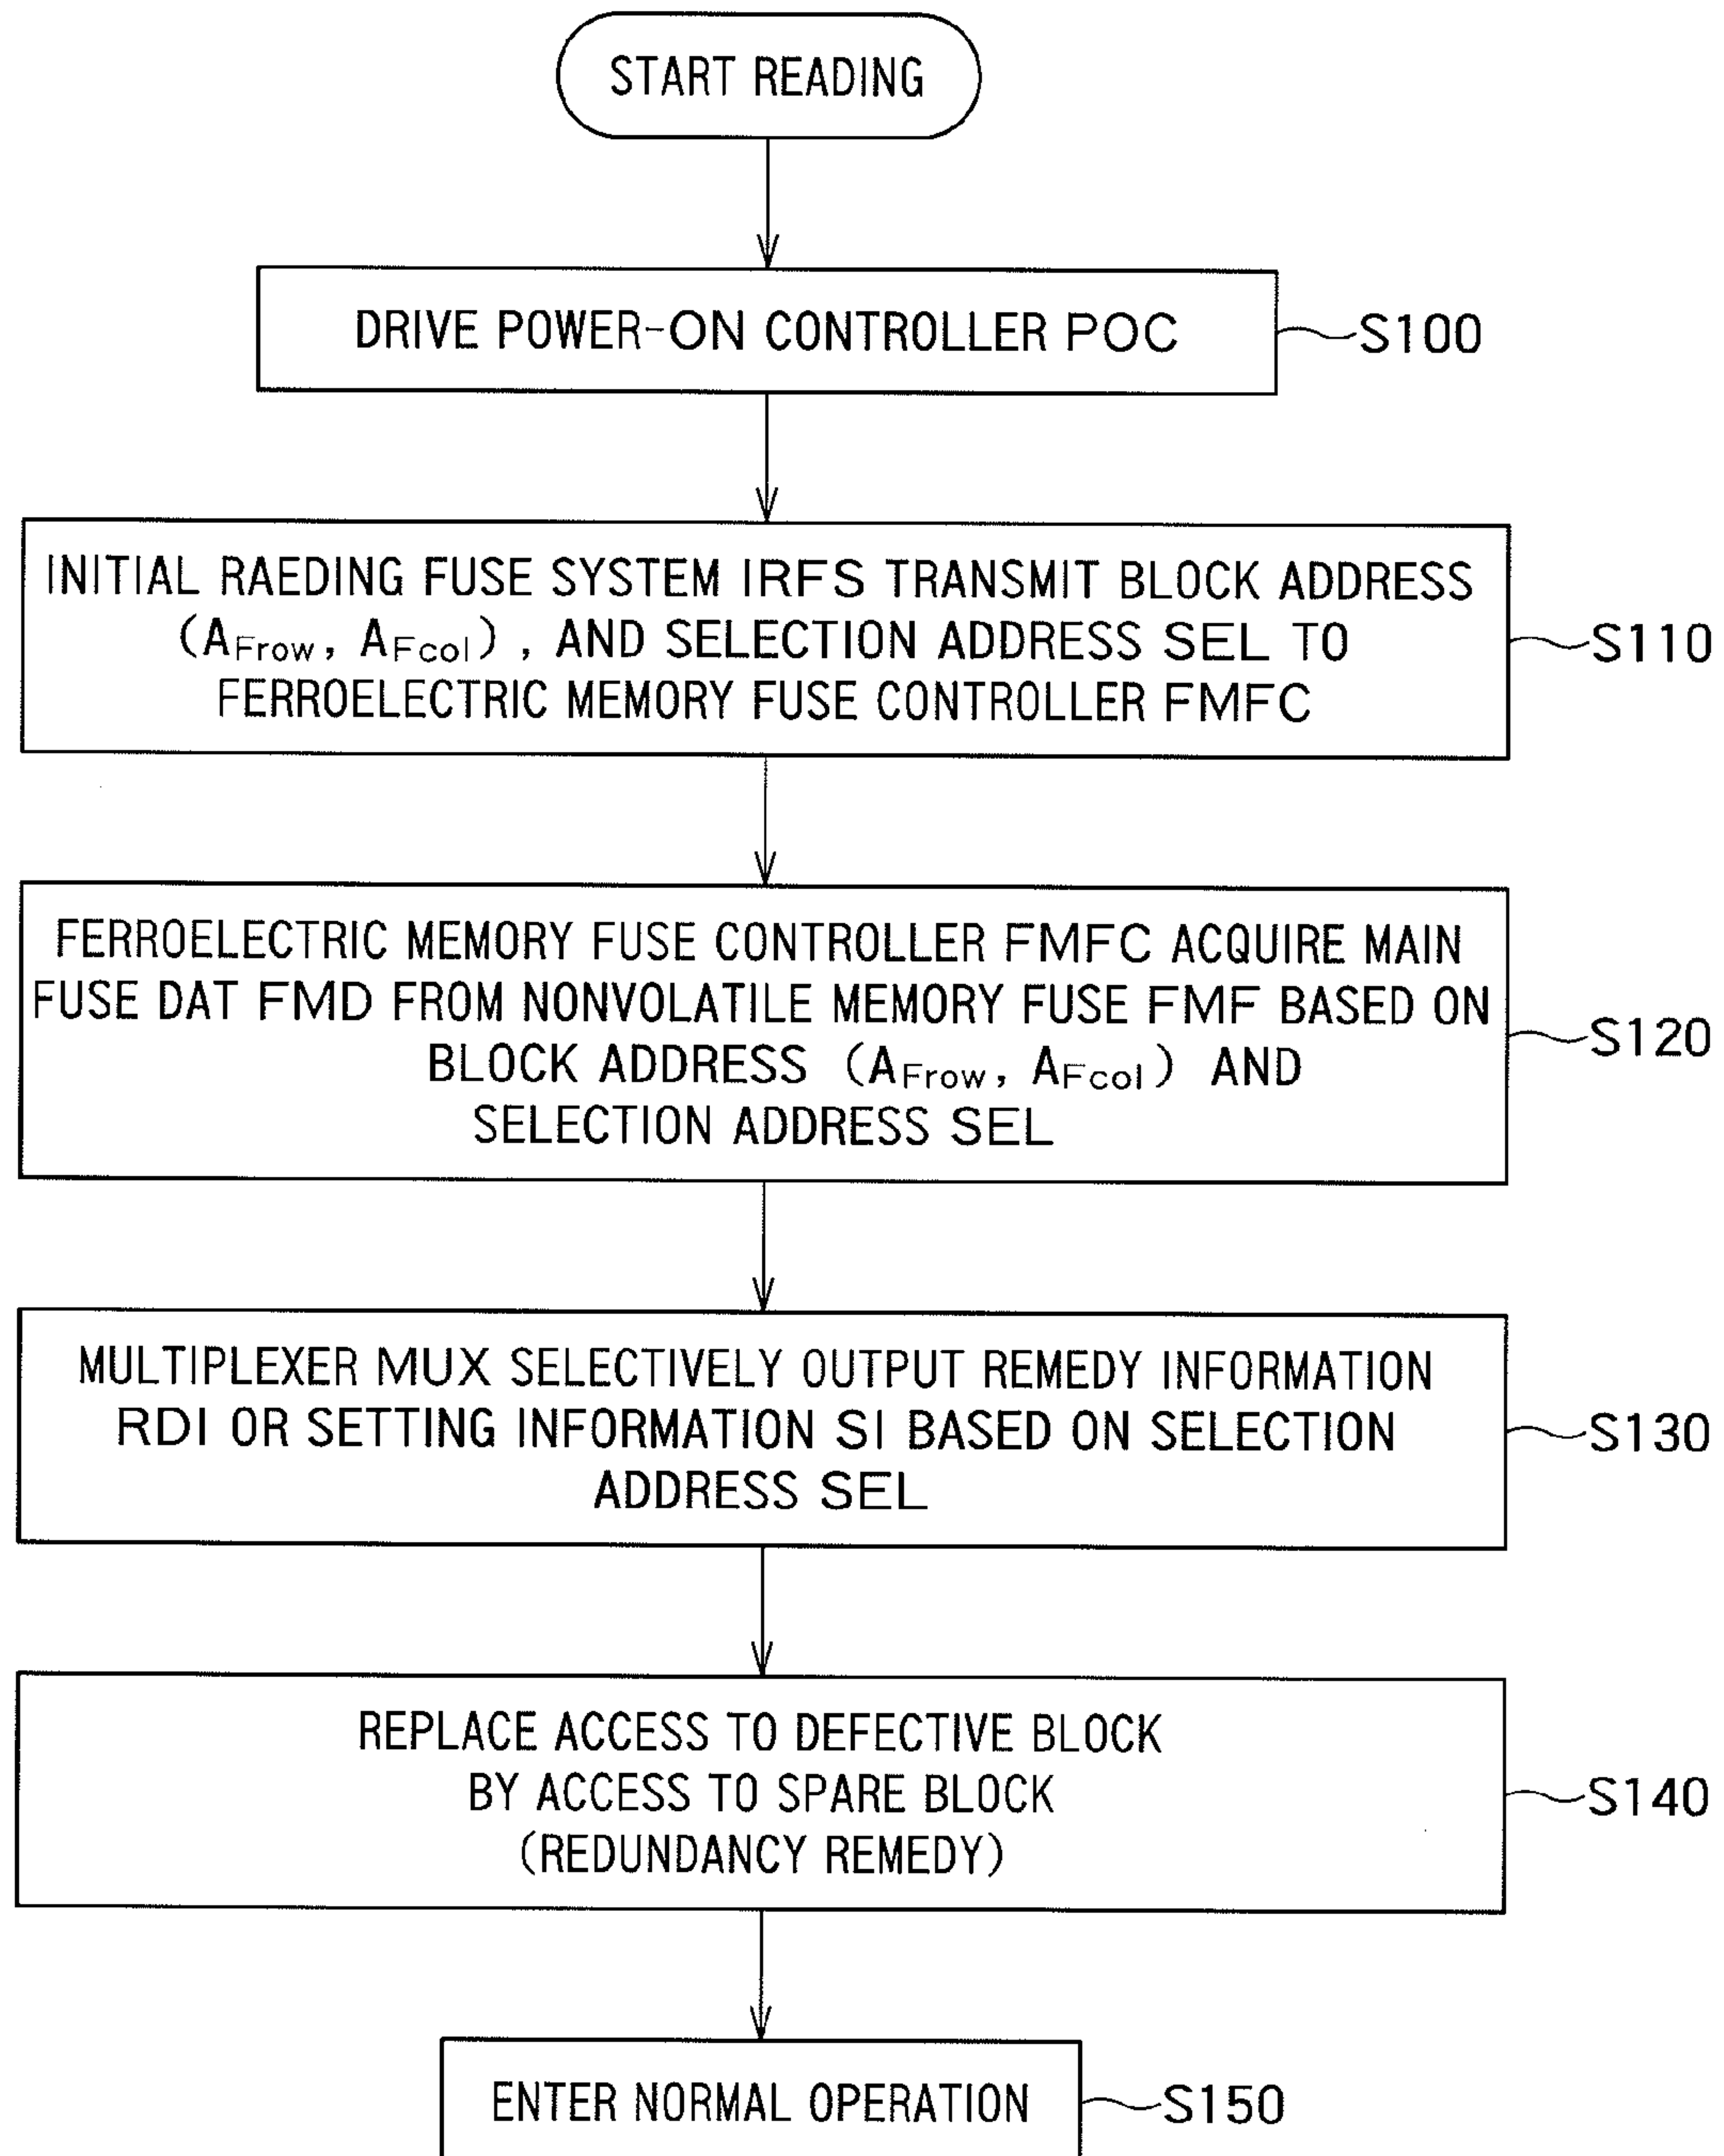 START READING
DRIVE POWER-ON CONTROLLER POC
S100
INITIAL RAEDING FUSE SYSTEM IRFS TRANSMIT BLOCK ADDRESS
(AFrow, AFcol), AND SELECTION ADDRESS SEL TO
FERROELECTRIC MEMORY FUSE CONTROLLER FMFC
S110
FERROELECTRIC MEMORY FUSE CONTROLLER FMFC ACQUIRE MAIN
FUSE DAT FMD FROM NONVOLATILE MEMORY FUSE FMF BASED ON
BLOCK ADDRESS (AFrow, AFcol) AND
SELECTION ADDRESS SEL
S120
MULTIPLEXER MUX SELECTIVELY OUTPUT REMEDY INFORMATION
RDI OR SETTING INFORMATION SI BASED ON SELECTION
ADDRESS SEL
S130
REPLACE ACCESS TO DEFECTIVE BLOCK
BY ACCESS TO SPARE BLOCK
(REDUNDANCY REMEDY)
S140
ENTER NORMAL OPERATION
S150